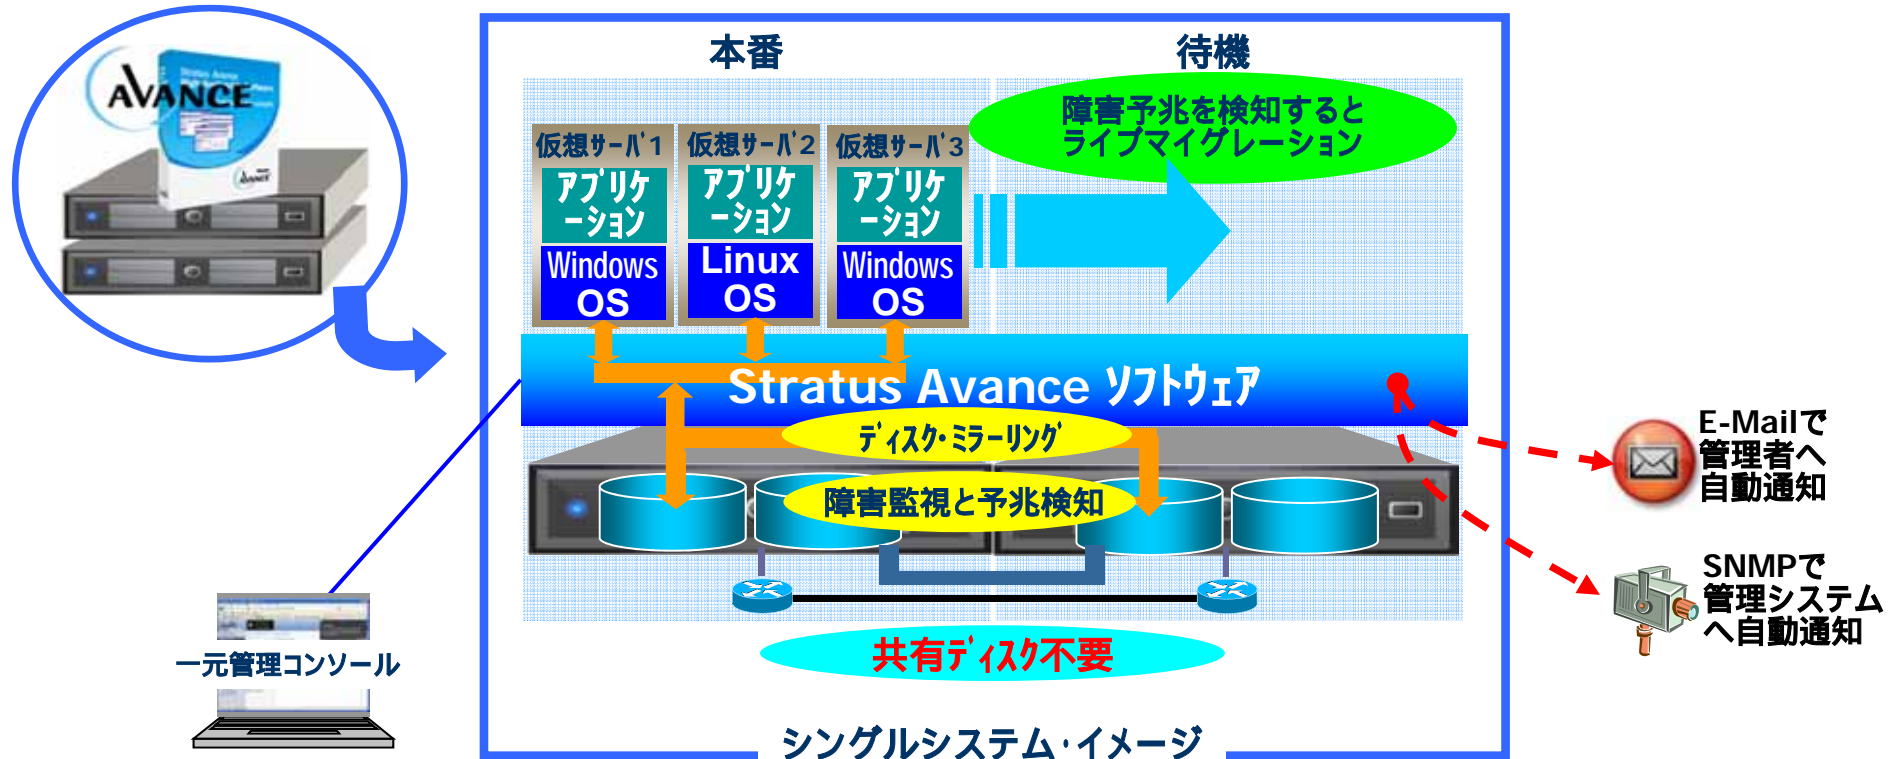 AVANCE
Stratus Avance
AVANCE
本番
待機
障害予兆を検知すると
ライブマイグレーション
仮想サーバ1
アプリケ
ーション
Windows
OS
仮想サーバ2
アプリケ
ーション
Linux
OS
仮想サーバ3
アプリケ
ーション
Windows
OS
Stratus Avance ソフトウェア
ディスク・ミラーリング
障害監視と予兆検知
共有ディスク不要
シングルシステム・イメージ
一元管理コンソール
E-Mailで
管理者へ
自動通知
SNMPで
管理システム
へ自動通知